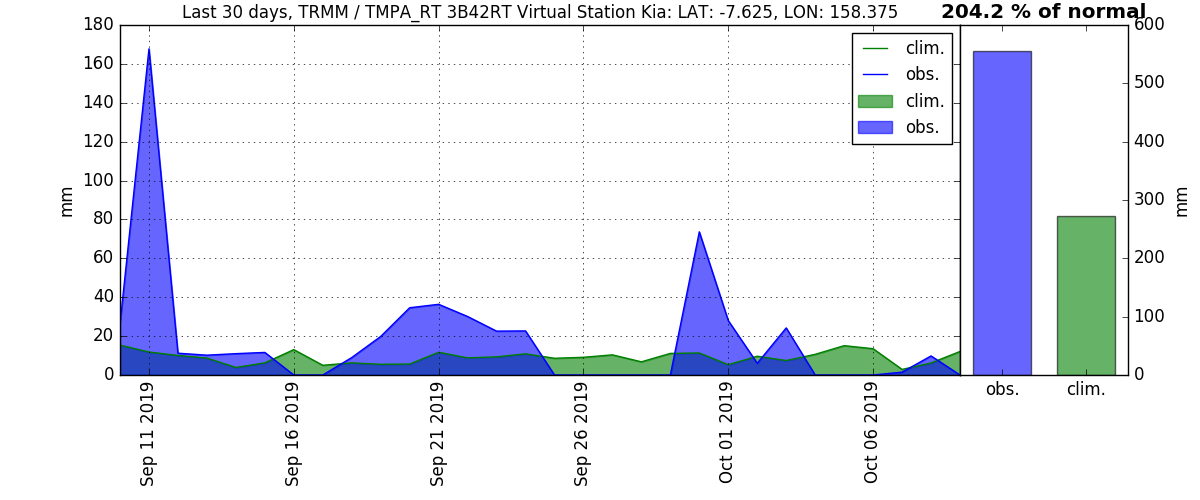 Last 30 days, TRMM / TMPA_RT 3B42RT Virtual Station Kia: LAT: -7.625, LON: 158.375
204.2 % of normal
180
160
140
120
100
80
60
40
20
0
mm
clim.
obs.
clim.
obs.
Sep 11 2019
Sep 16 2019
Sep 21 2019
Sep 26 2019
Oct 01 2019
Oct 06 2019
600
500
400
300
200
100
0
mm
obs.
clim.